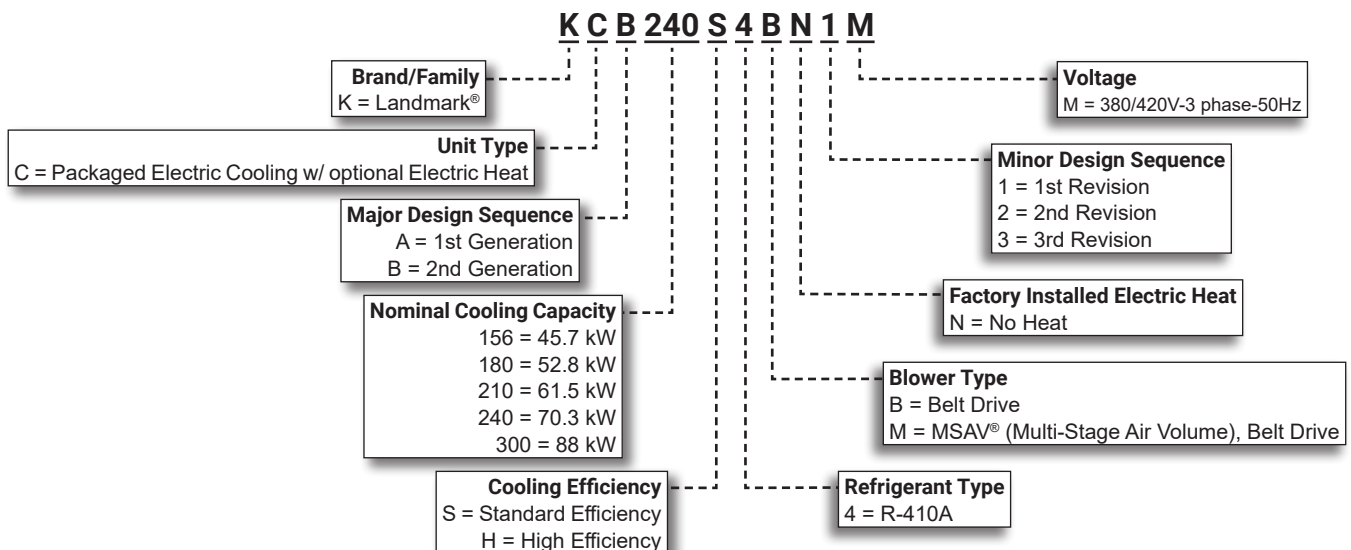 K C B 240 S 4 B N 1 M
Brand/Family
K = Landmark®
Unit Type
C = Packaged Electric Cooling w/ optional Electric Heat
Major Design Sequence
A = 1st Generation
B = 2nd Generation
Nominal Cooling Capacity
156 = 45.7 kW
180 = 52.8 kW
210 = 61.5 kW
240 = 70.3 kW
300 = 88 kW
Cooling Efficiency
S = Standard Efficiency
H = High Efficiency
Voltage
M = 380/420V-3 phase-50Hz
Minor Design Sequence
1 = 1st Revision
2 = 2nd Revision
3 = 3rd Revision
Factory Installed Electric Heat
N = No Heat
Blower Type
B = Belt Drive
M = MSAV® (Multi-Stage Air Volume), Belt Drive
Refrigerant Type
4 = R-410A